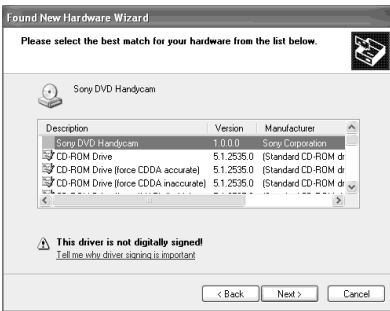 Found New Hardware Wizard
Please select the best match for your hardware from the list below.
Sony DVD Handycam
Description Version Manufacturer
Sony DVD Handycam 1.0.0.0 Sony Corporation
CD-ROM Drive 5.1.2535.0 (Standard CD-ROM dr
CD-ROM Drive (force CDDA accurate) 5.1.2535.0 (Standard CD-ROM dr
CD-ROM Drive (force CDDA inaccurate) 5.1.2535.0 (Standard CD-ROM dr
This driver is not digitally signed!
Tell me why driver signing is important
< Back Next > Cancel